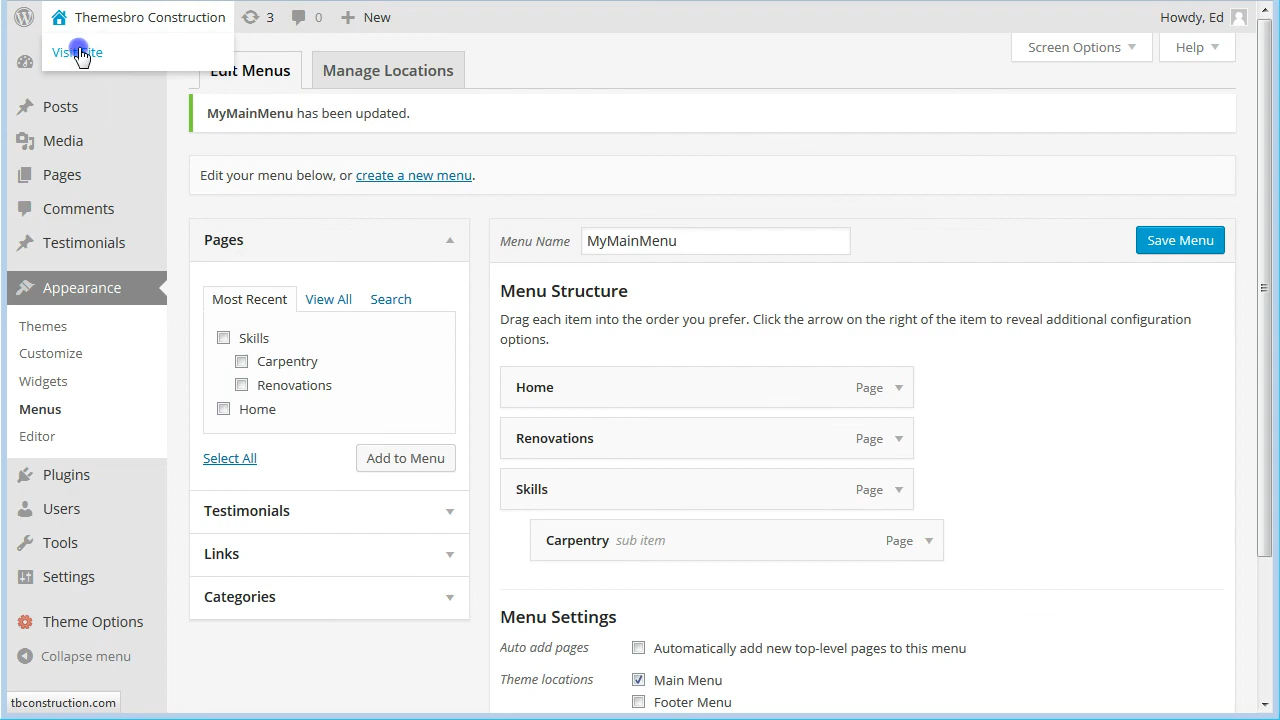 Themesbro Construction 3 0 New Howdy, Ed
Visit Site
Screen Options Help
Edit Menus Manage Locations
MyMainMenu has been updated.
Edit your menu below, or create a new menu.
Posts
Media
Pages
Comments
Testimonials
Appearance
Themes
Customize
Widgets
Menus
Editor
Plugins
Users
Tools
Settings
Theme Options
Collapse menu
tbconstruction.com
Pages
Most Recent View All Search
Skills
Carpentry
Renovations
Home
Select All Add to Menu
Testimonials
Links
Categories
Menu Name MyMainMenu Save Menu
Menu Structure
Drag each item into the order you prefer. Click the arrow on the right of the item to reveal additional configuration
options.
Home Page
Renovations Page
Skills Page
Carpentry sub item Page
Menu Settings
Auto add pages Automatically add new top-level pages to this menu
Theme locations Main Menu
Footer Menu